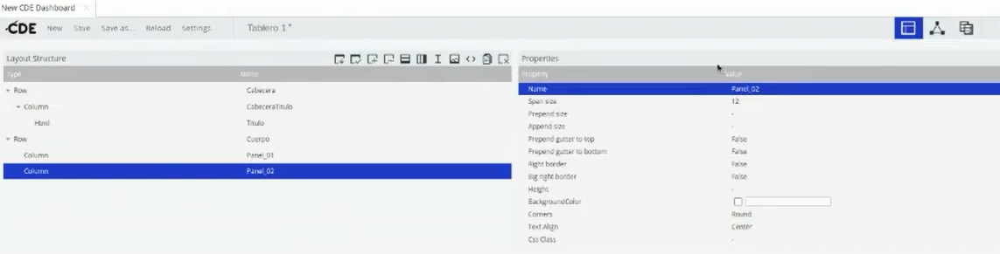 New CDE Dashboard
CDE New Save Save as... Reload Settings Tablero 1*
Layout Structure
Type Name
Row Cabecera
Column CabeceraTitulo
Html Titulo
Row Cuerpo
Column Panel_01
Column Panel_02
Properties
Property Value
Name Panel_02
Span size 12
Prepend size -
Append size -
Prepend gutter to top False
Prepend gutter to bottom False
Right border False
Big right border False
Height -
BackgroundColor
Corners Round
Text Align Center
Css Class -